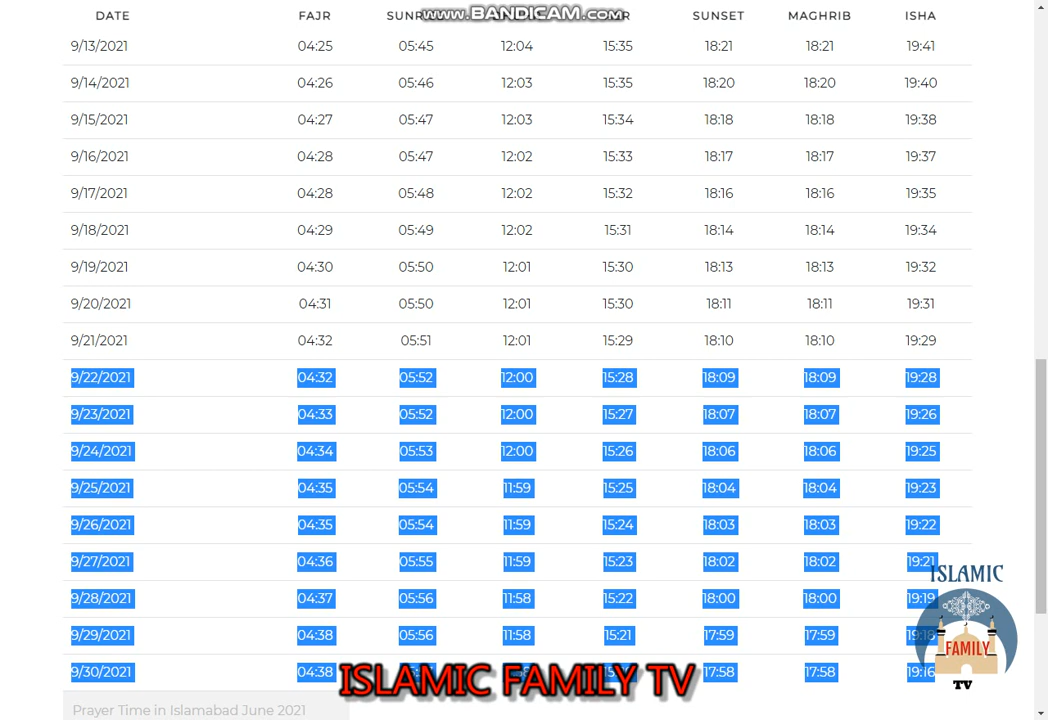 www.BANDICAM.com
DATE FAJR SUNSET MAGHRIB ISHA
9/13/2021 04:25 05:45 12:04 15:35 18:21 18:21 19:41
9/14/2021 04:26 05:46 12:03 15:35 18:20 18:20 19:40
9/15/2021 04:27 05:47 12:03 15:34 18:18 18:18 19:38
9/16/2021 04:28 05:47 12:02 15:33 18:17 18:17 19:37
9/17/2021 04:28 05:48 12:02 15:32 18:16 18:16 19:35
9/18/2021 04:29 05:49 12:02 15:31 18:14 18:14 19:34
9/19/2021 04:30 05:50 12:01 15:30 18:13 18:13 19:32
9/20/2021 04:31 05:50 12:01 15:30 18:11 18:11 19:31
9/21/2021 04:32 05:51 12:01 15:29 18:10 18:10 19:29
9/22/2021 04:32 05:52 12:00 15:28 18:09 18:09 19:28
9/23/2021 04:33 05:52 12:00 15:27 18:07 18:07 19:26
9/24/2021 04:34 05:53 12:00 15:26 18:06 18:06 19:25
9/25/2021 04:35 05:54 11:59 15:25 18:04 18:04 19:23
9/26/2021 04:35 05:54 11:59 15:24 18:03 18:03 19:22
9/27/2021 04:36 05:55 11:59 15:23 18:02 18:02 19:21
9/28/2021 04:37 05:56 11:58 15:22 18:00 18:00 19:19
9/29/2021 04:38 05:56 11:58 15:21 17:59 17:59 19:18
9/30/2021 04:38 17:58 17:58 19:16
ISLAMIC
FAMILY
TV
ISLAMIC FAMILY TV
Prayer Time in Islamabad June 2021